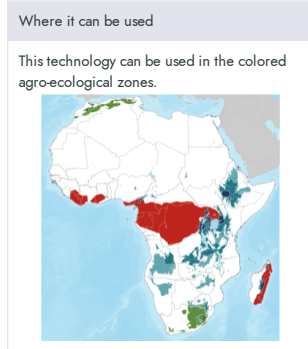 Where it can be used
This technology can be used in the colored
agro-ecological zones.